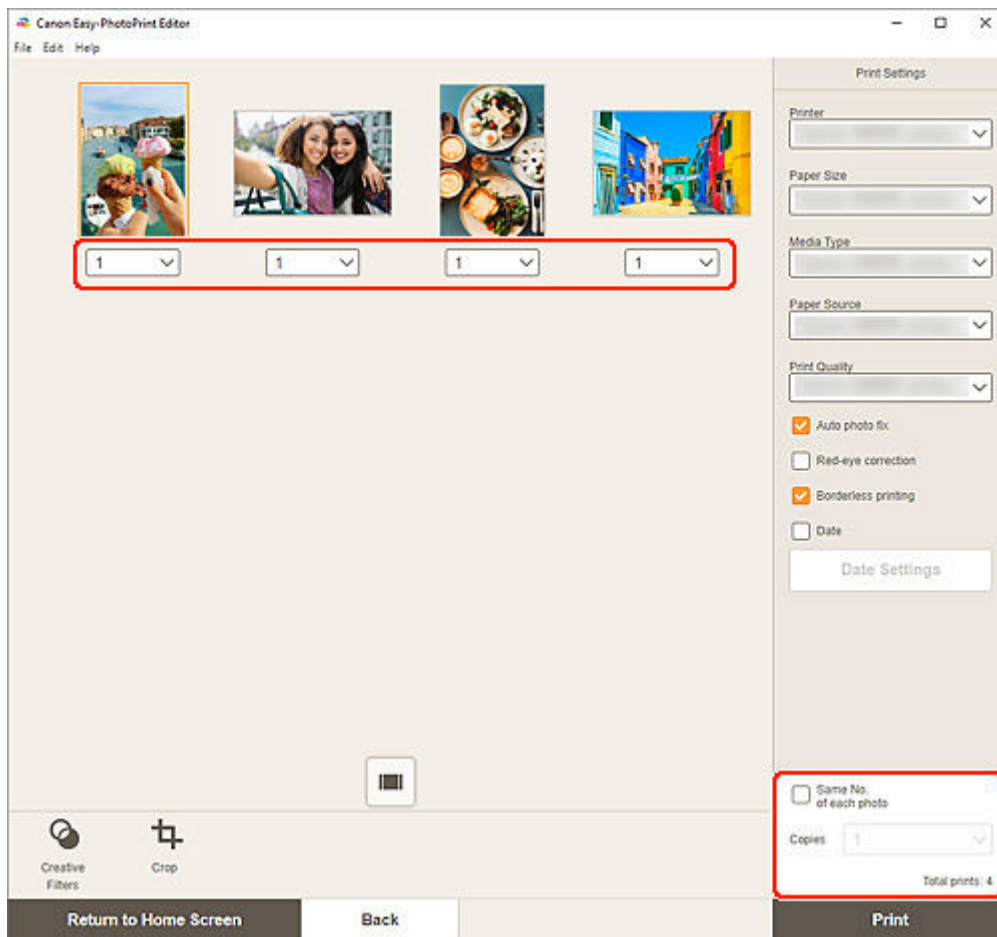 Canon Easy-PhotoPrint Editor
File Edit Help
Print Settings
Printer
Paper Size
1 1 1 1
Media Type
Paper Source
Print Quality
Auto photo fix
Red-eye correction
Borderless printing
Date
Date Settings
Same No.
of each photo
Copies 1
Total prints: 4
Creative
Filters
Crop
Return to Home Screen
Back
Print